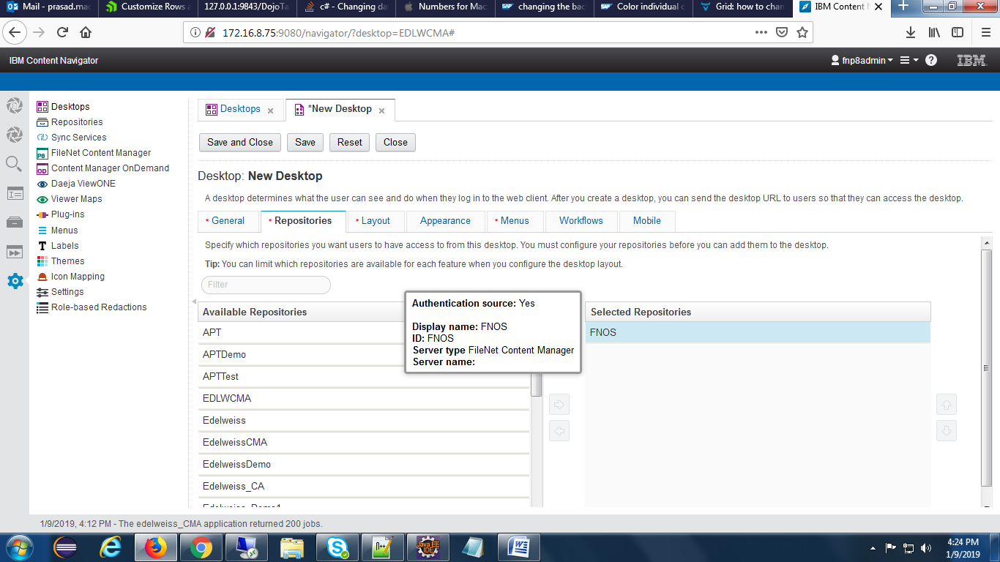 Mail - prasad.mac
Customize Rows a
127.0.0.1:9843/DojoTa
c# - Changing da
Numbers for Mac:
changing the bac
Color individual c
Grid: how to chan
IBM Content N
172.16.8.75:9080/navigator/?desktop=EDLWCMA#
IBM Content Navigator
fnp8admin
IBM
Desktops
Repositories
Sync Services
FileNet Content Manager
Content Manager OnDemand
Daeja ViewONE
Viewer Maps
Plug-ins
Menus
Labels
Themes
Icon Mapping
Settings
Role-based Redactions
Desktops
*New Desktop
Save and Close
Save
Reset
Close
Desktop: New Desktop
A desktop determines what the user can see and do when they log in to the web client. After you create a desktop, you can send the desktop URL to users so that they can access the desktop.
* General
* Repositories
* Layout
Appearance
* Menus
Workflows
Mobile
Specify which repositories you want users to have access to from this desktop. You must configure your repositories before you can add them to the desktop.
Tip: You can limit which repositories are available for each feature when you configure the desktop layout.
Filter
Available Repositories
APT
APTDemo
APTTest
EDLWCMA
Edelweiss
EdelweissCMA
EdelweissDemo
Edelweiss_CA
Edelweiss_Demo1
Authentication source: Yes
Display name: FNOS
ID: FNOS
Server type FileNet Content Manager
Server name:
Selected Repositories
FNOS
1/9/2019, 4:12 PM - The edelweiss_CMA application returned 200 jobs.
4:24 PM
1/9/2019